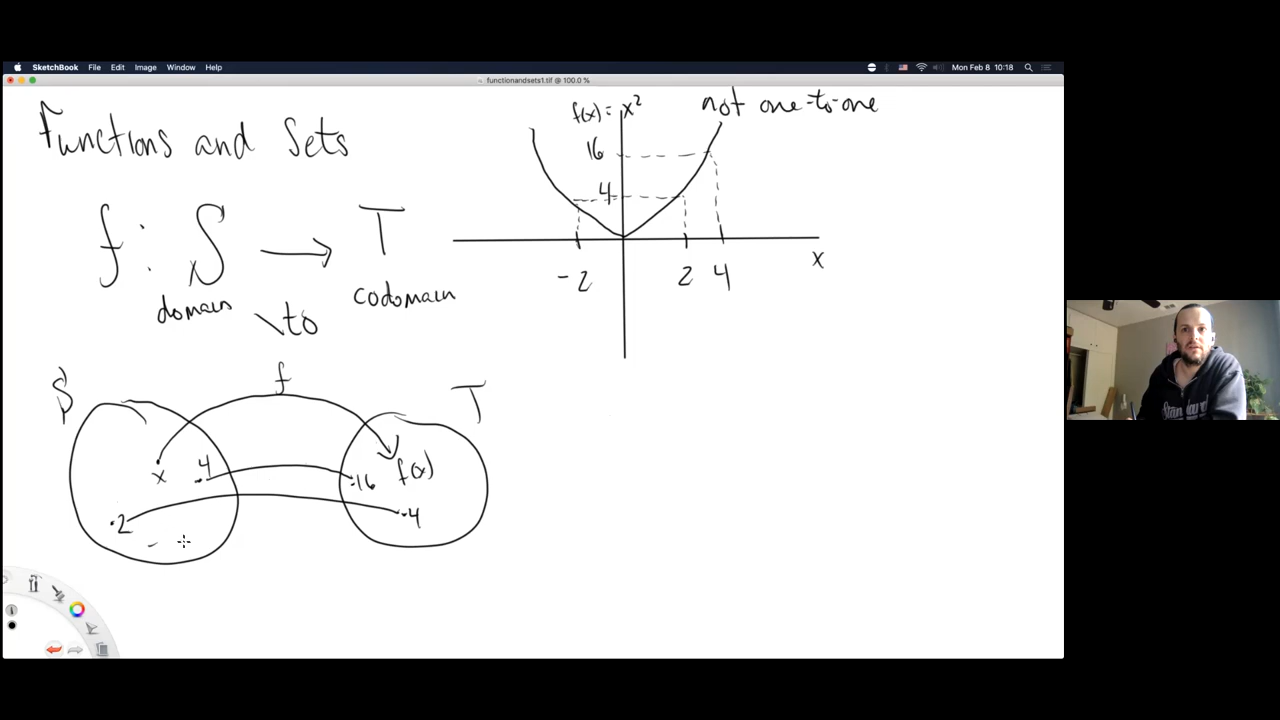 SketchBook File Edit Image Window Help Mon Feb 8 10:18
functionandsets1.tif @ 100.0 %
Functions and Sets
f: S → T
domain
codomain
\to
f(x) = x²
not one-to-one
16
4
-2 2 4
x
f
S
T
x
4
16
f(x)
2
4
-